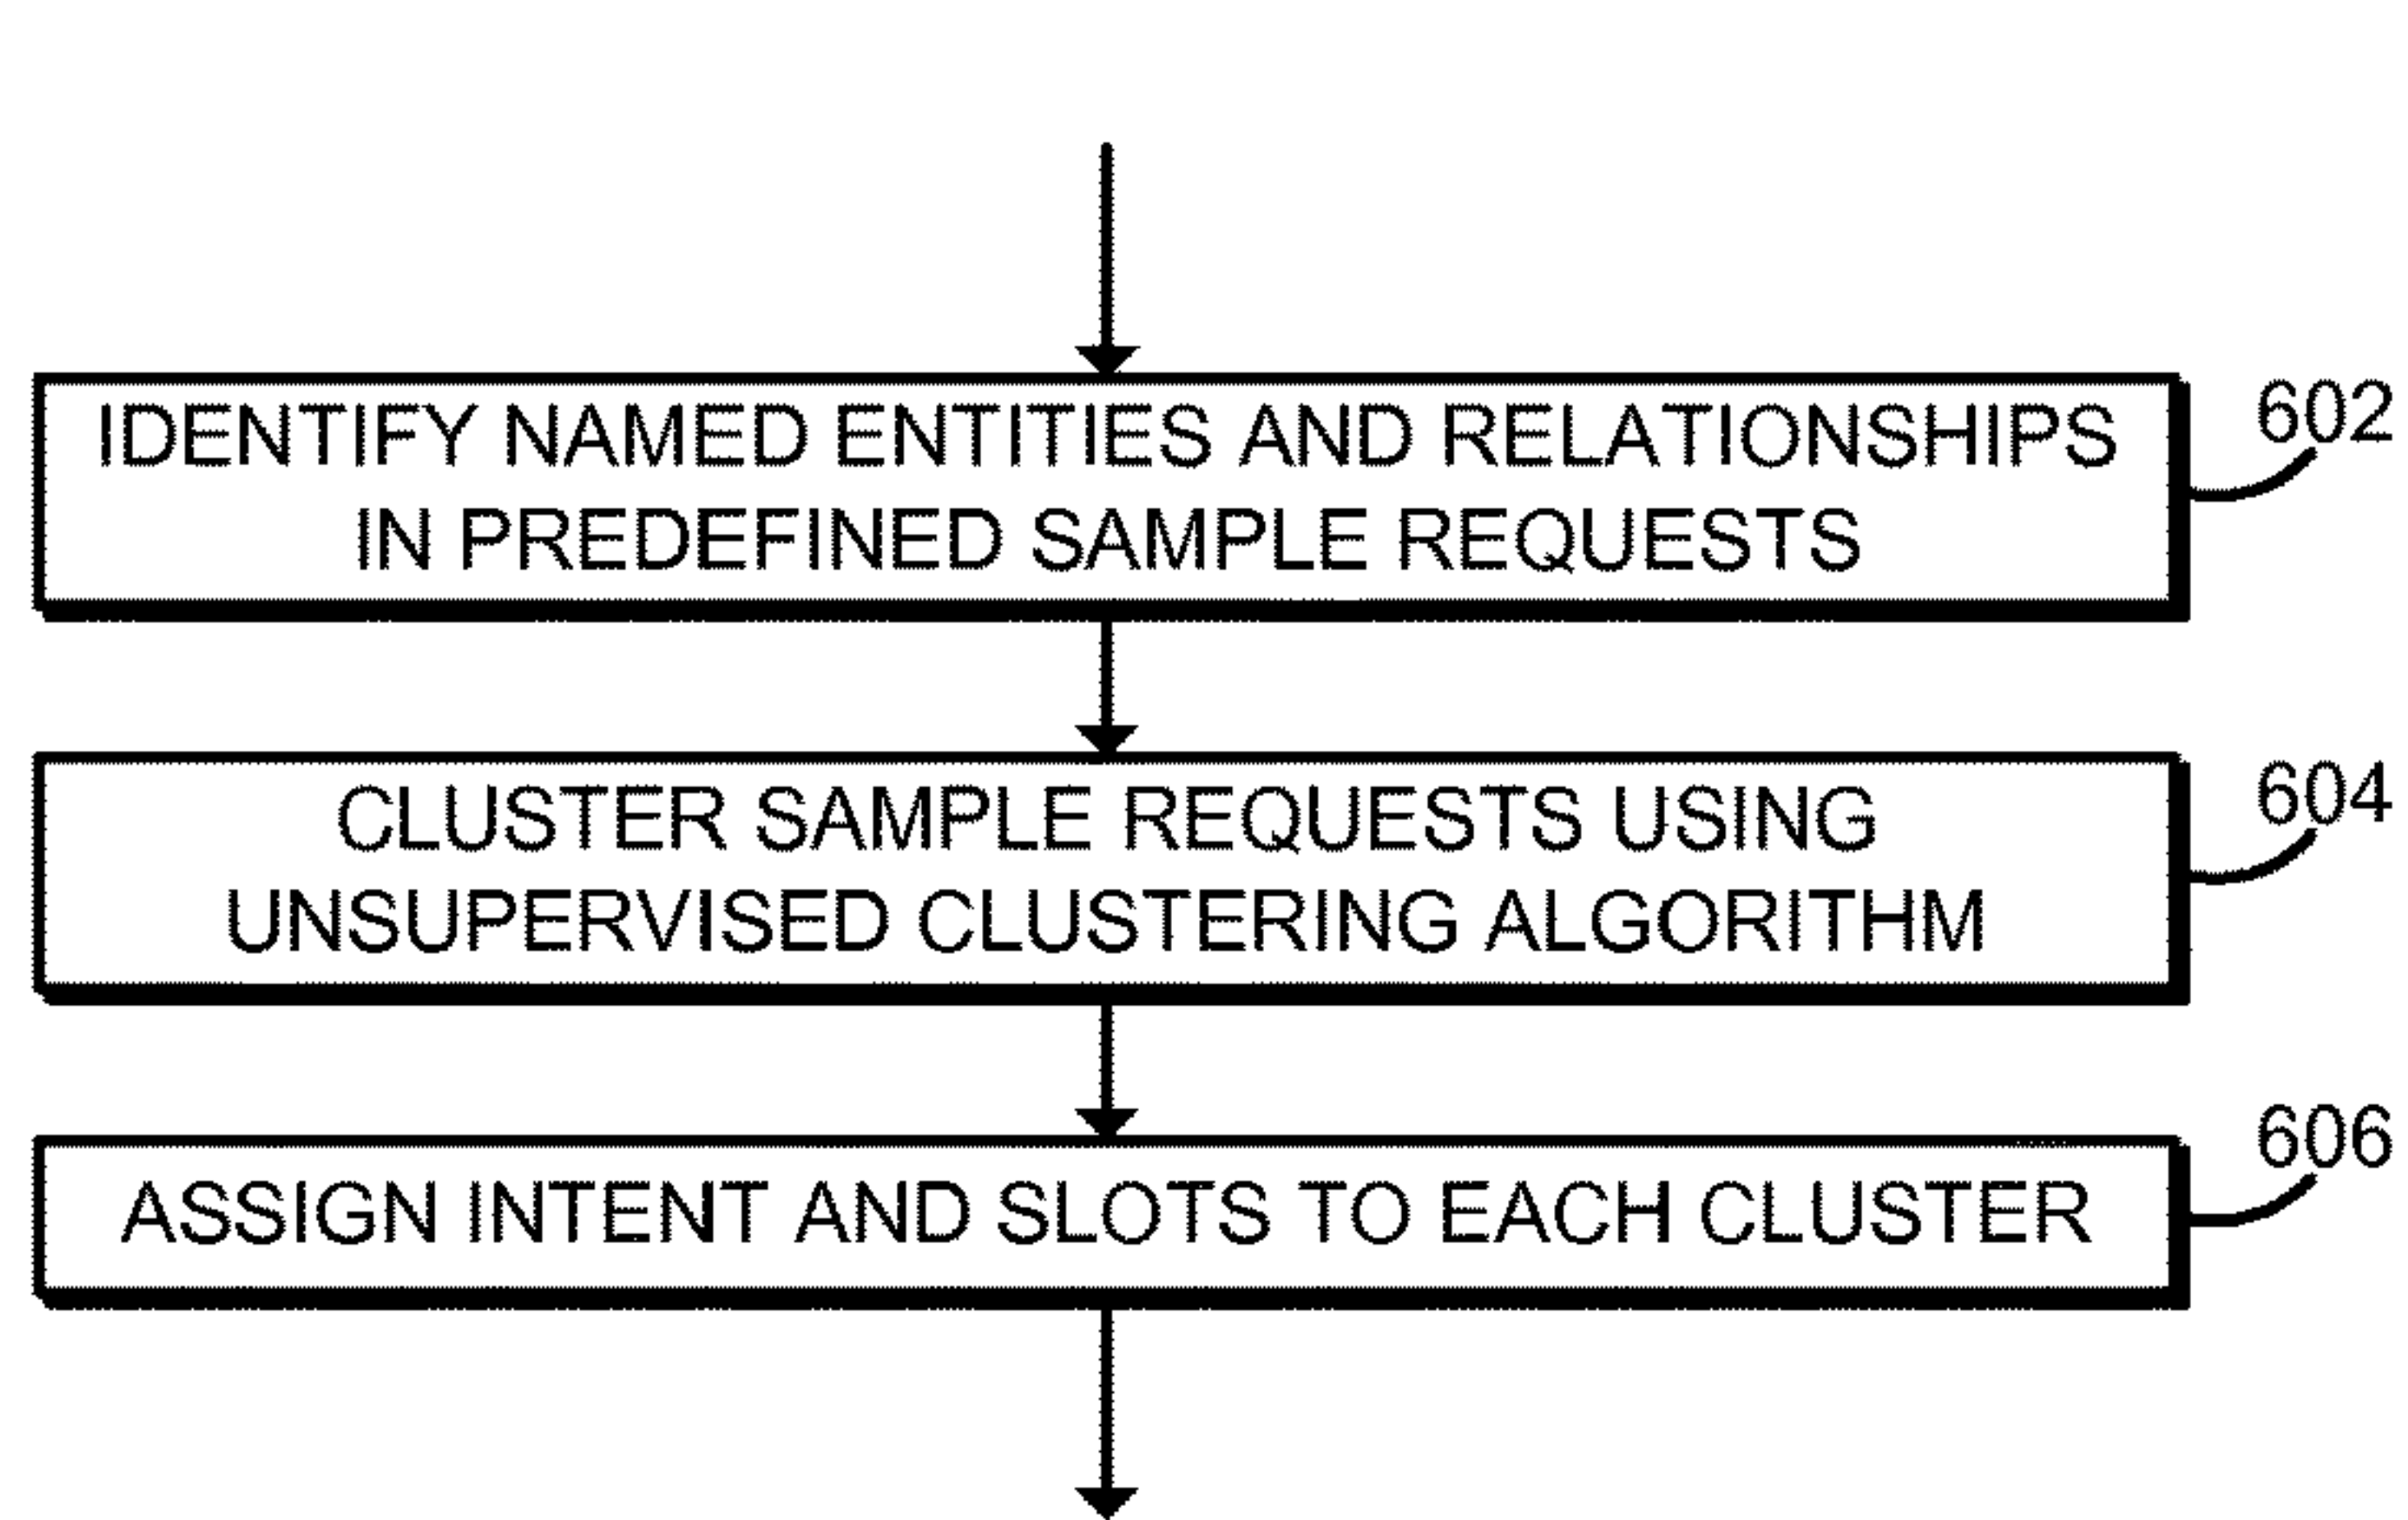 IDENTIFY NAMED ENTITIES AND RELATIONSHIPS
IN PREDEFINED SAMPLE REQUESTS
602
CLUSTER SAMPLE REQUESTS USING
UNSUPERVISED CLUSTERING ALGORITHM
604
ASSIGN INTENT AND SLOTS TO EACH CLUSTER
606